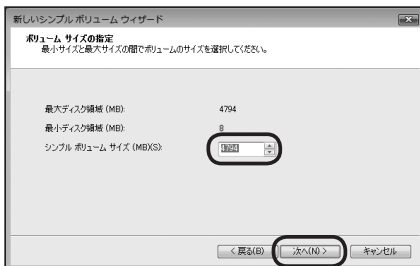 新しいシンプル ボリューム ウィザード
ボリューム サイズの指定
最小サイズと最大サイズの間でボリュームのサイズを選択してください。
最大ディスク領域 (MB): 4794
最小ディスク領域 (MB): 8
シンプル ボリューム サイズ (MB)(S): 4794
< 戻る(B) 次へ(N) > キャンセル